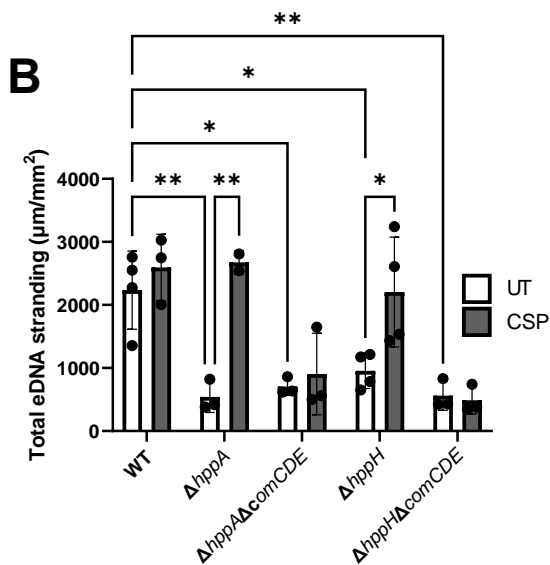 B
**
*
*
** ** *
Total eDNA stranding (µm/mm²)
4000
3000
2000
1000
0
UT
CSP
WT
ΔhppA
ΔhppAΔcomCDE
ΔhppH
ΔhppHΔcomCDE